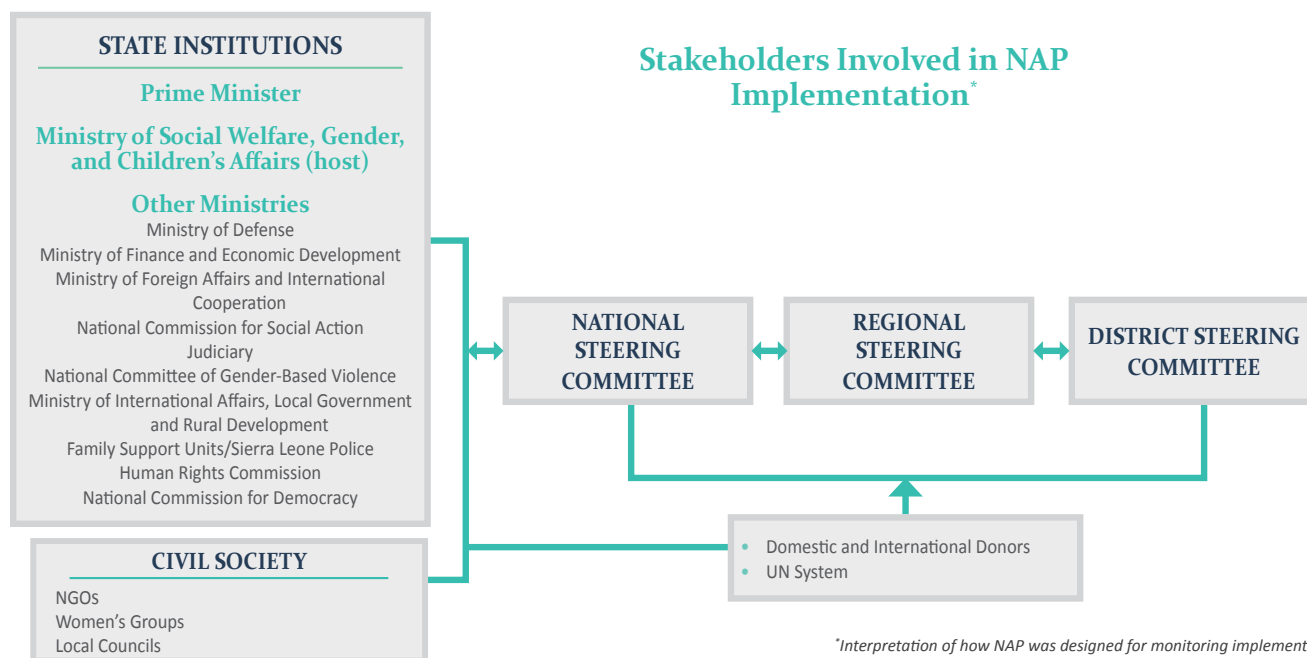 STATE INSTITUTIONS
Prime Minister
Ministry of Social Welfare, Gender,
and Children's Affairs (host)
Other Ministries
Ministry of Defense
Ministry of Finance and Economic Development
Ministry of Foreign Affairs and International
Cooperation
National Commission for Social Action
Judiciary
National Committee of Gender-Based Violence
Ministry of International Affairs, Local Government
and Rural Development
Family Support Units/Sierra Leone Police
Human Rights Commission
National Commission for Democracy
CIVIL SOCIETY
NGOs
Women's Groups
Local Councils
Stakeholders Involved in NAP
Implementation*
NATIONAL
STEERING
COMMITTEE
REGIONAL
STEERING
COMMITTEE
DISTRICT STEERING
COMMITTEE
• Domestic and International Donors
• UN System
*Interpretation of how NAP was designed for monitoring implement